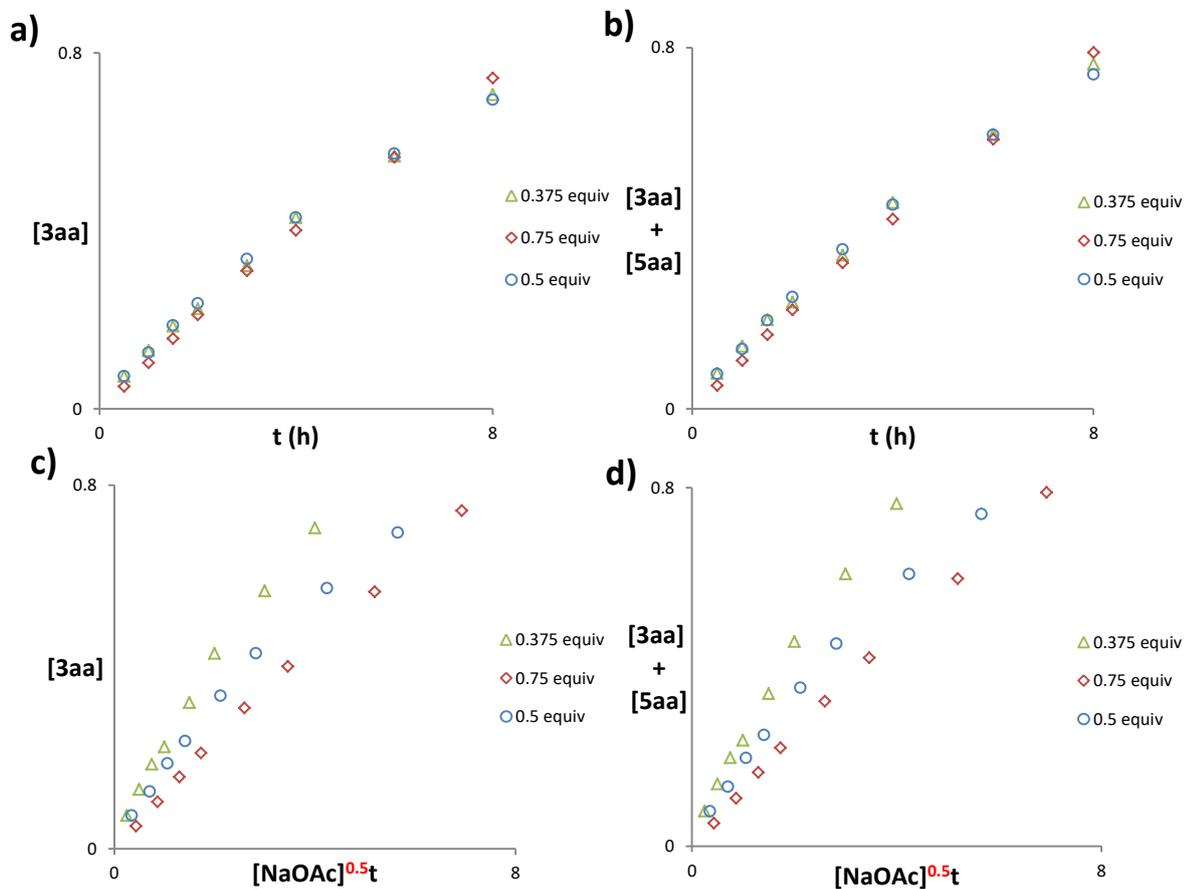 a)
0.8
[3aa]
0
0
t (h)
8
0.375 equiv
0.75 equiv
0.5 equiv
b)
0.8
[3aa]
+
[5aa]
0
0
t (h)
8
0.375 equiv
0.75 equiv
0.5 equiv
c)
0.8
[3aa]
0
0
[NaOAc]0.5t
8
0.375 equiv
0.75 equiv
0.5 equiv
d)
0.8
[3aa]
+
[5aa]
0
0
[NaOAc]0.5t
8
0.375 equiv
0.75 equiv
0.5 equiv